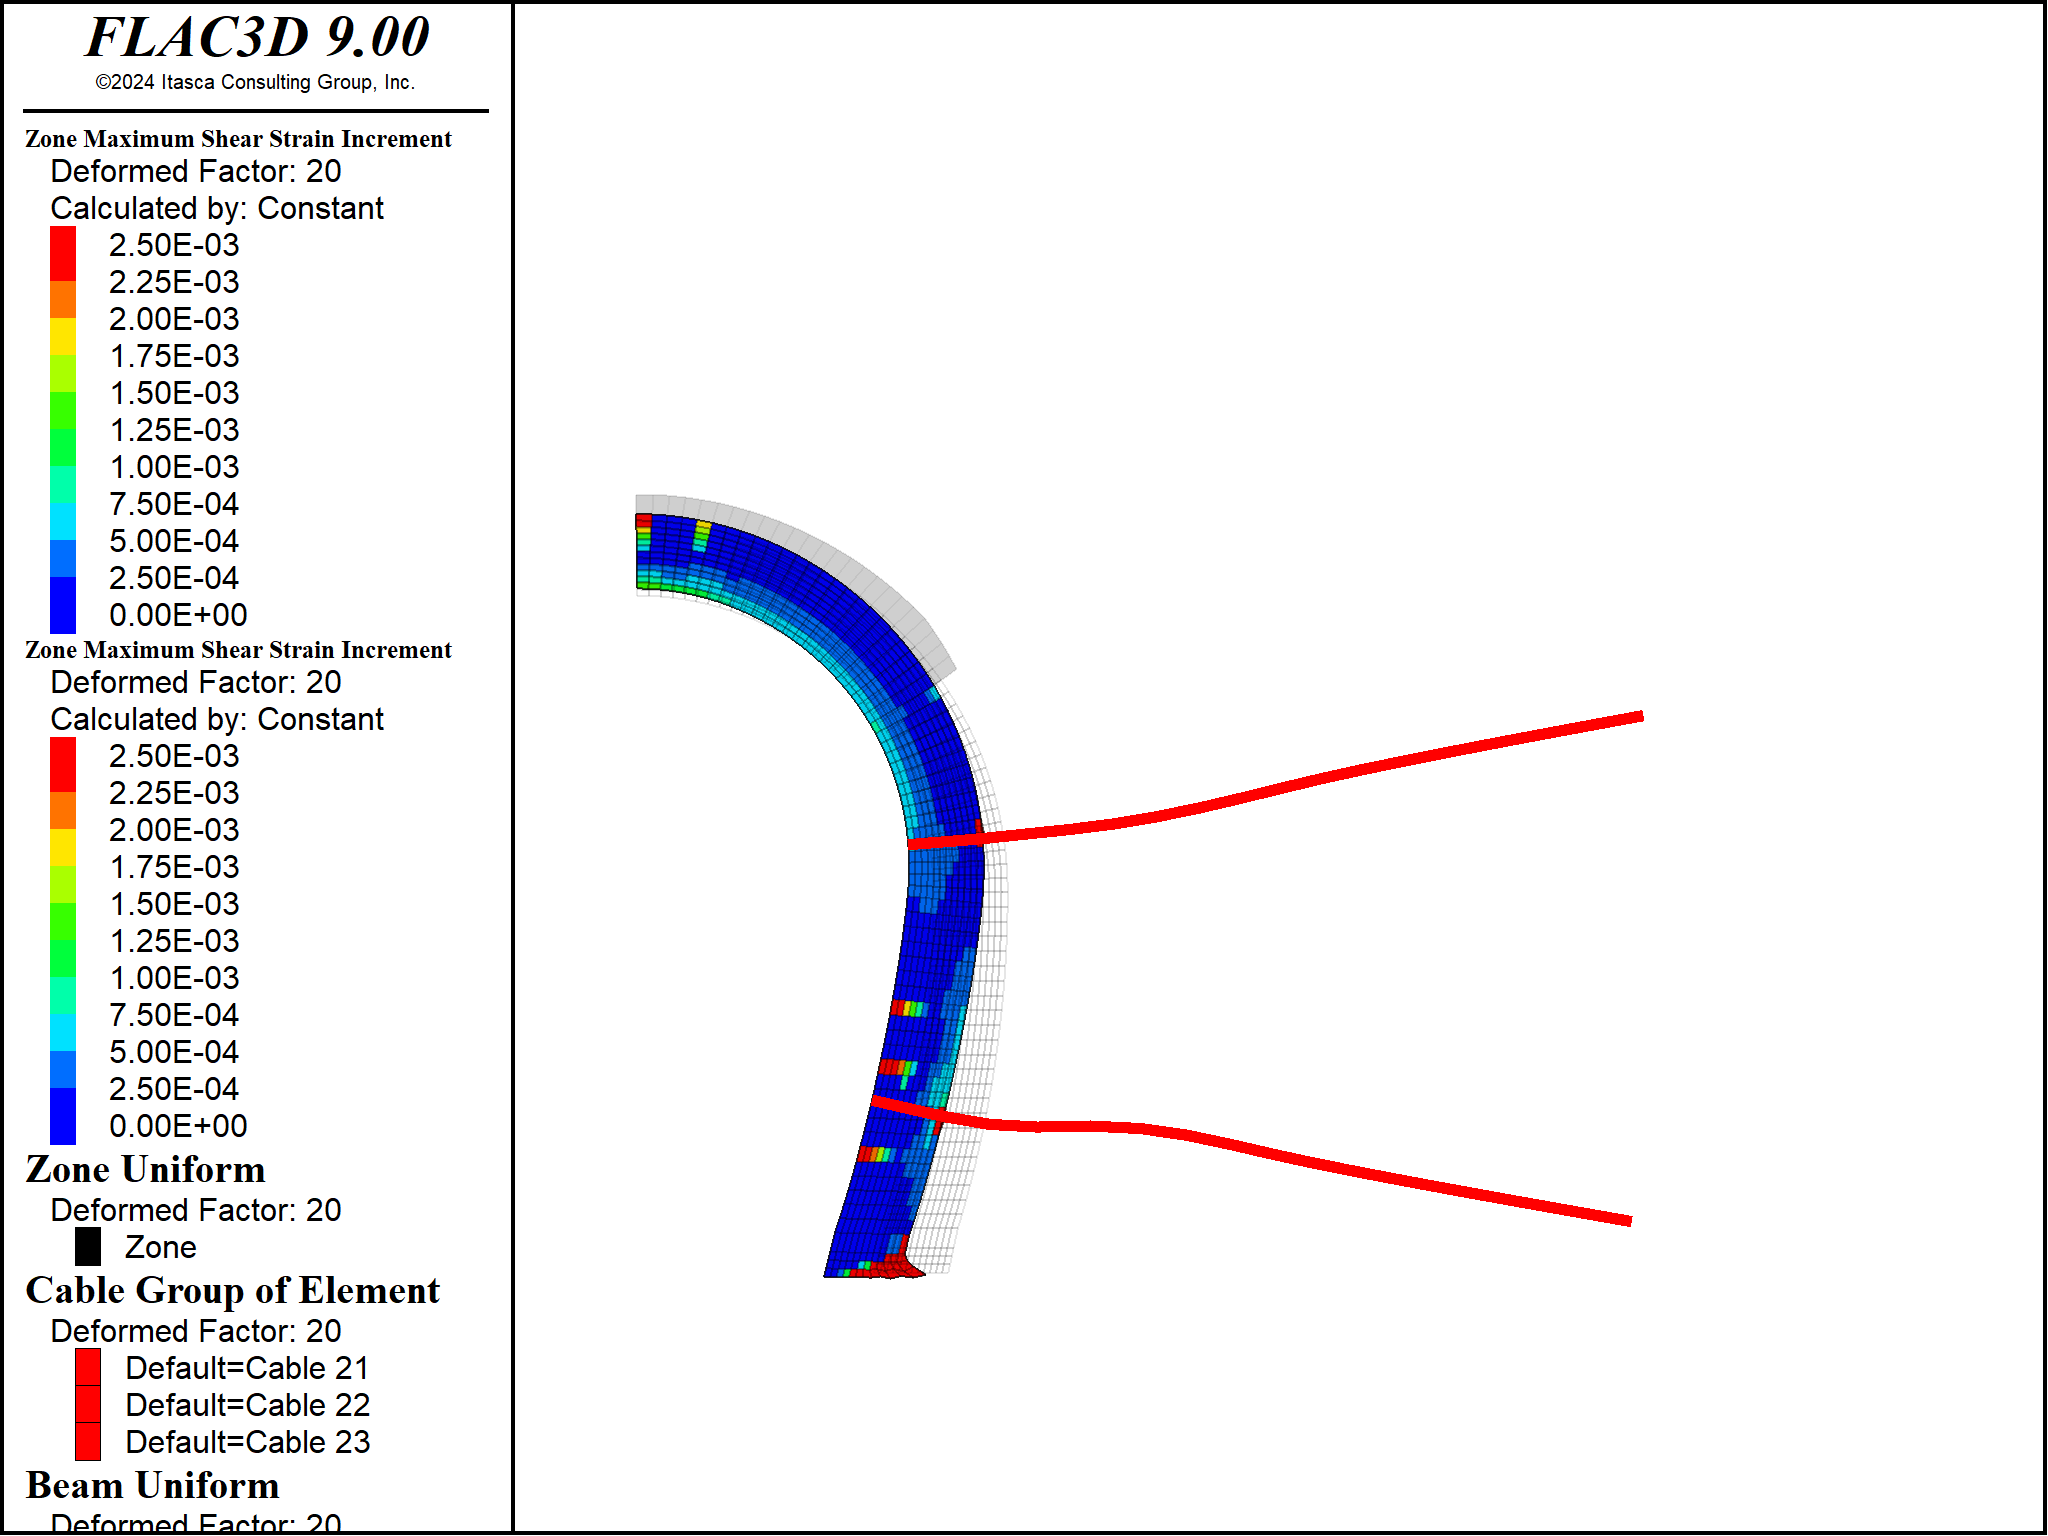 FLAC3D 9.00
©2024 Itasca Consulting Group, Inc.
Zone Maximum Shear Strain Increment
Deformed Factor: 20
Calculated by: Constant
2.50E-03
2.25E-03
2.00E-03
1.75E-03
1.50E-03
1.25E-03
1.00E-03
7.50E-04
5.00E-04
2.50E-04
0.00E+00
Zone Maximum Shear Strain Increment
Deformed Factor: 20
Calculated by: Constant
2.50E-03
2.25E-03
2.00E-03
1.75E-03
1.50E-03
1.25E-03
1.00E-03
7.50E-04
5.00E-04
2.50E-04
0.00E+00
Zone Uniform
Deformed Factor: 20
Zone
Cable Group of Element
Deformed Factor: 20
Default=Cable 21
Default=Cable 22
Default=Cable 23
Beam Uniform
Deformed Factor: 20